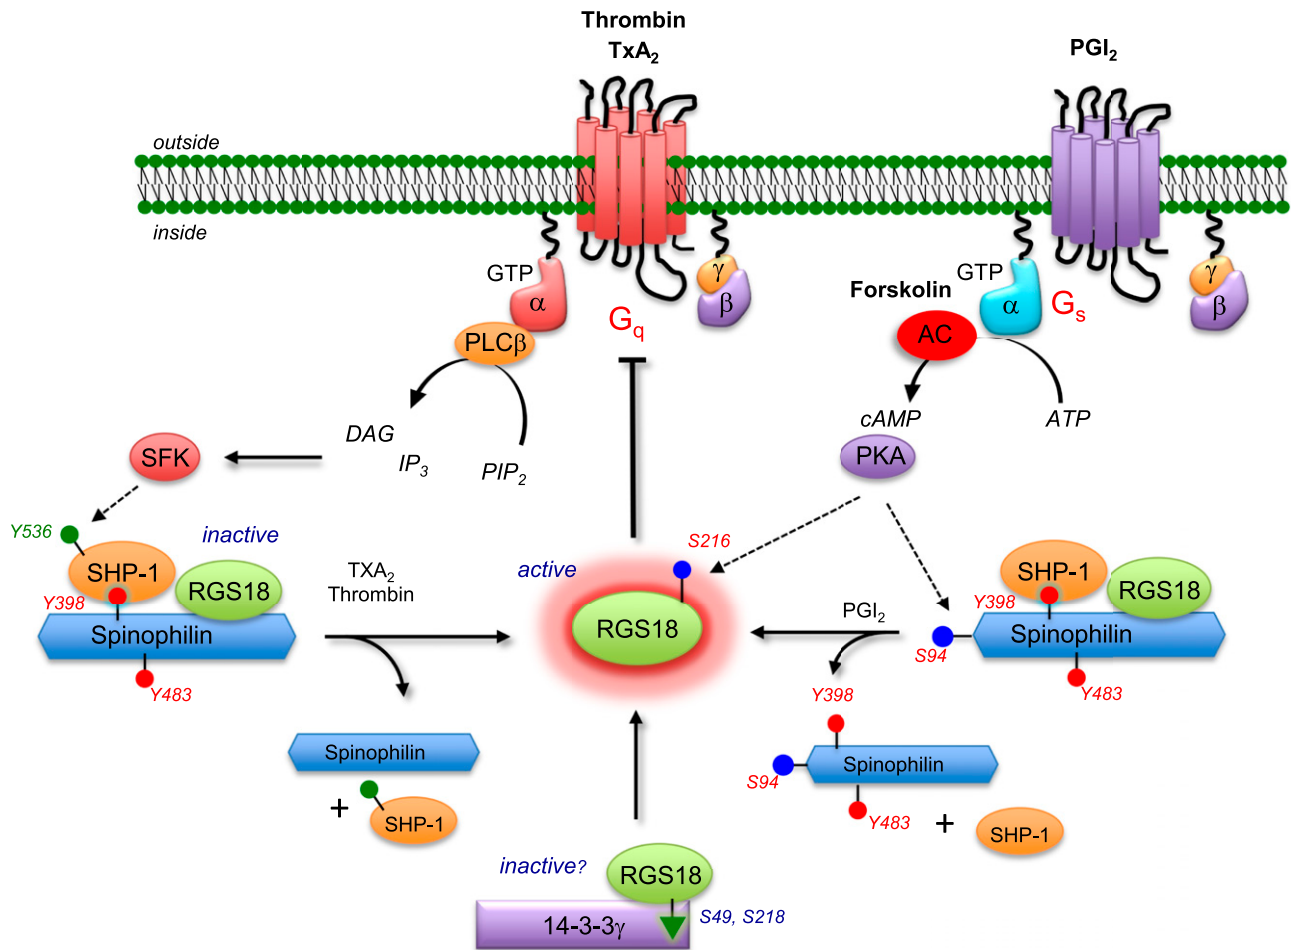 Thrombin
TxA2
PGI2
outside
inside
GTP
α
γ
β
Gq
PLCβ
Forskolin
GTP
α
Gs
AC
γ
β
DAG
IP3
PIP2
cAMP
ATP
PKA
SFK
Y536
inactive
SHP-1
RGS18
Y398
Spinophilin
Y483
TXA2
Thrombin
active
S216
RGS18
PGI2
SHP-1
RGS18
Y398
Spinophilin
S94
Y483
Spinophilin
+
SHP-1
Y398
Spinophilin
S94
Y483
+
SHP-1
inactive?
RGS18
14-3-3γ
S49, S218